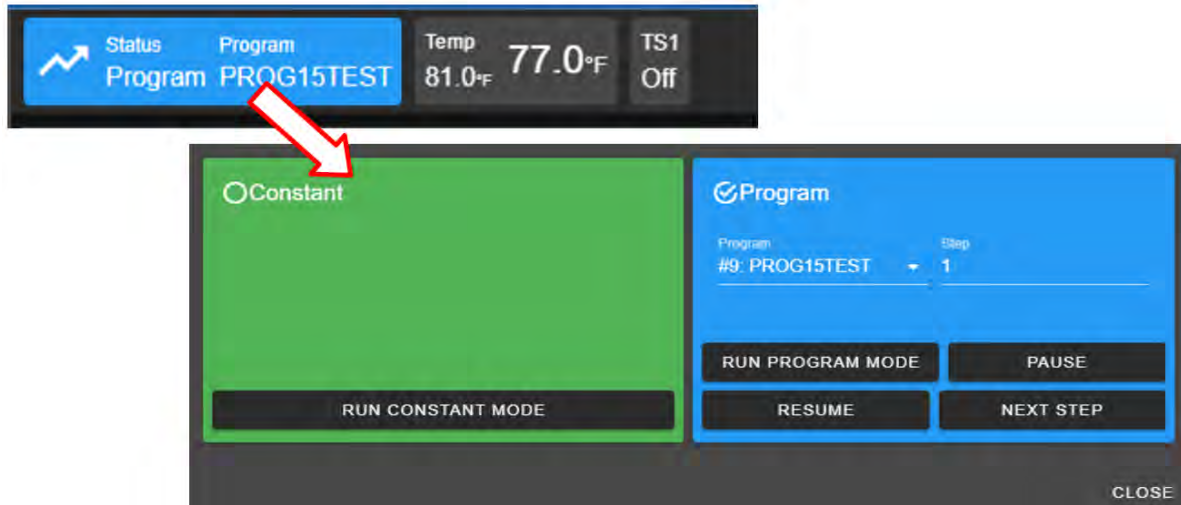 Status Program
Program PROG15TEST
Temp
81.0°F 77.0°F
TS1
Off
Constant
RUN CONSTANT MODE
Program
Program Step
#9: PROG15TEST 1
RUN PROGRAM MODE PAUSE
RESUME NEXT STEP
CLOSE